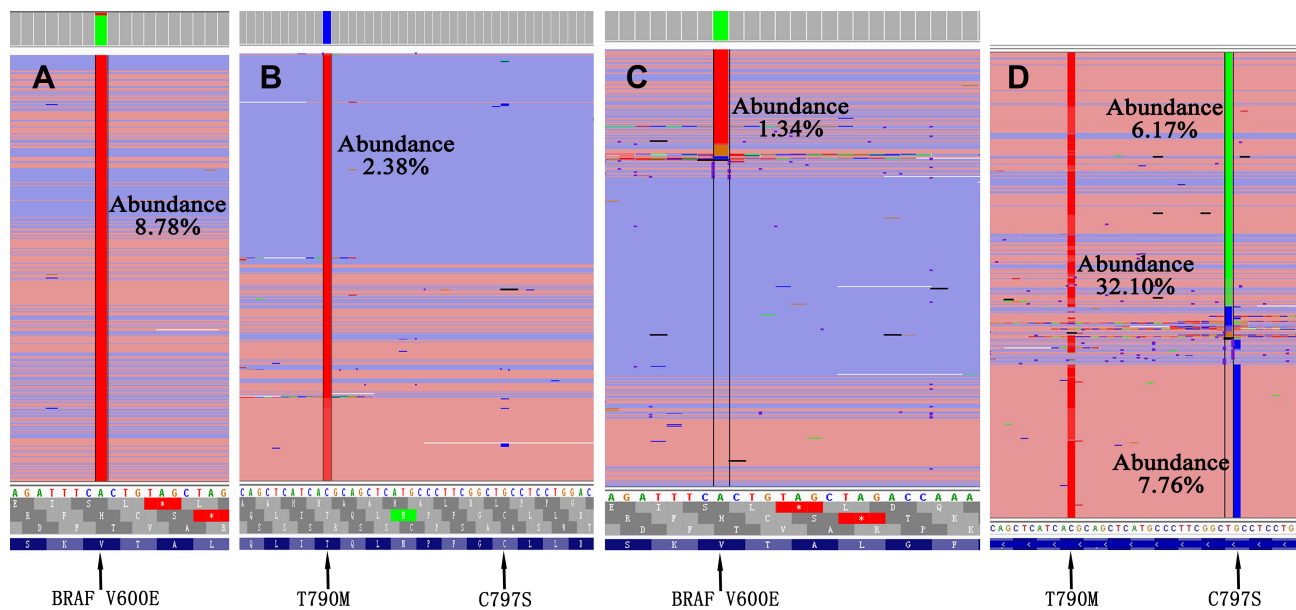 A
B
C
D
Abundance
8.78%
Abundance
2.38%
Abundance
1.34%
Abundance
6.17%
Abundance
32.10%
Abundance
7.76%
AGATTTCACTGTAGCTAG
E I S L * L
R F H C S *
D F T V A R
S K V T A L
CAGCTCATCACGCAGCTCATGCCCTTCGGCTGCCTCCTGGAC
Q L I T Q L M P F G C L L D
AGATTTCACTGTAGCTAGACCAAA
E I S L * L D Q
R F H C S * T K
D F T V A R P K
S K V T A L G F
CAGCTCATCACGCAGCTCATGCCCTTCGGCTGCCTCCTG
BRAF V600E
T790M
C797S
BRAF V600E
T790M
C797S